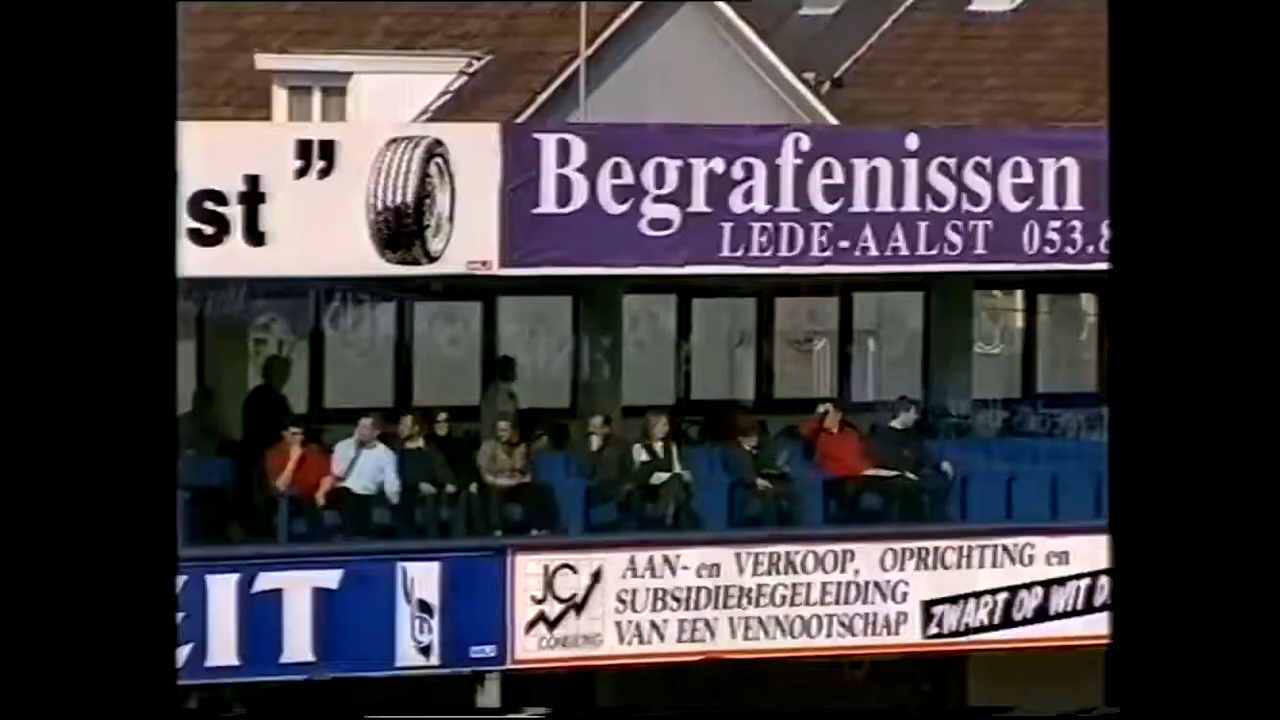 st”
Begrafenissen
LEDE-AALST 053.8
EIT
JC
AAN- en VERKOOP, OPRICHTING en
SUBSIDIEBEGELEIDING
VAN EEN VENNOOTSCHAP
ZWART OP WIT D